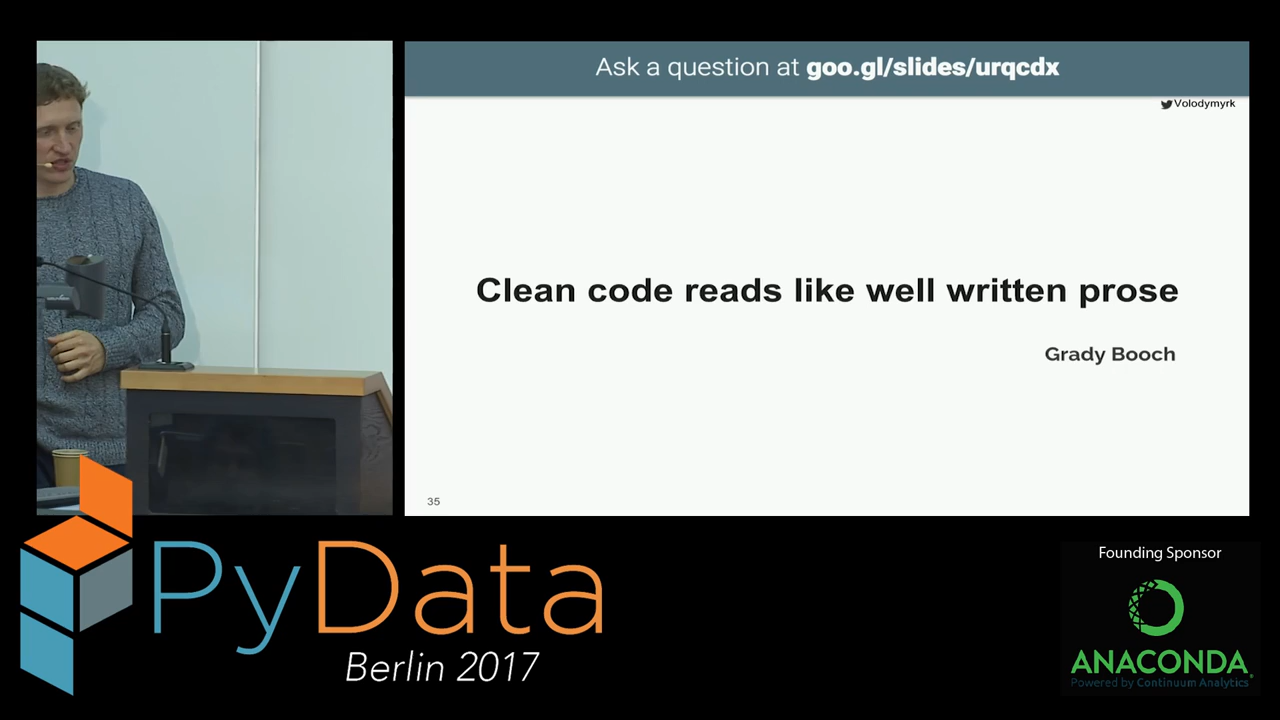 Ask a question at goo.gl/slides/urqcdx
Volodymyrk
Clean code reads like well written prose
Grady Booch
35
PyData
Berlin 2017
Founding Sponsor
ANACONDA
Powered by Continuum Analytics